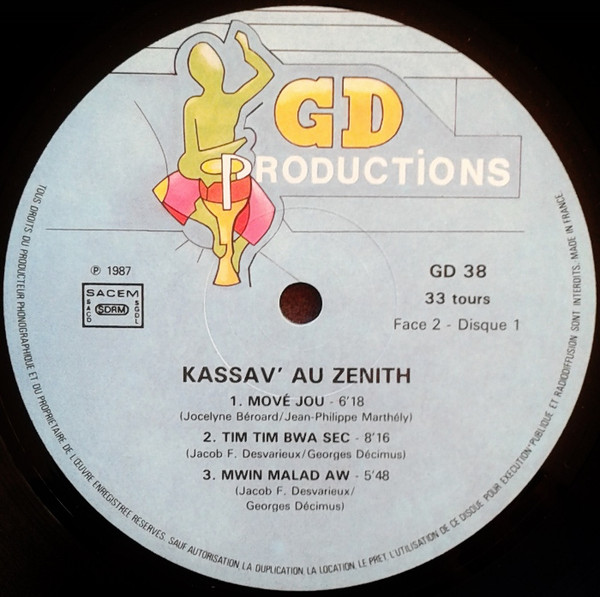 GD
PRODUCTiONS
℗ 1987
SACEM
SACD
SDRM
SGDL
GD 38
33 tours
Face 2 - Disque 1
KASSAV' AU ZENITH
1. MOVÉ JOU - 6'18
(Jocelyne Béroard/Jean-Philippe Marthély)
2. TIM TIM BWA SEC - 8'16
(Jacob F. Desvarieux/Georges Décimus)
3. MWIN MALAD AW - 5'48
(Jacob F. Desvarieux/
Georges Décimus)
TOUS DROITS DU PRODUCTEUR PHONOGRAPHIQUE ET DU PROPRIETAIRE DE L'ŒUVRE ENREGISTREE RESERVES. SAUF AUTORISATION, LA DUPLICATION, LA LOCATION, LE PRET, L'UTILISATION DE CE DISQUE POUR EXECUTION PUBLIQUE ET RADIODIFFUSION SONT INTERDITS. MADE IN FRANCE